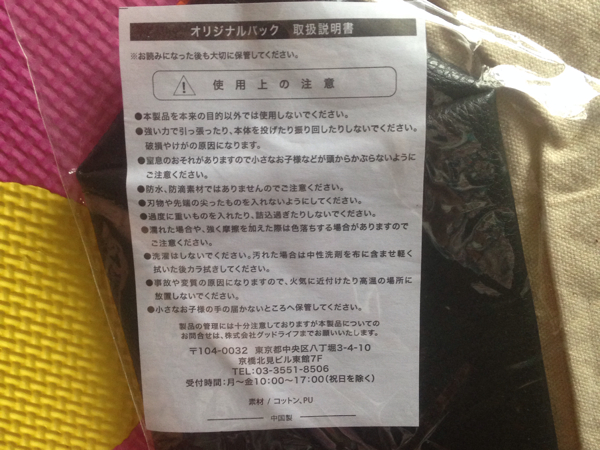 オリジナルバック 取扱説明書
※お読みになった後も大切に保管してください。
使用上の注意
●本製品を本来の目的以外では使用しないでください。
●強い力で引っ張ったり、本体を投げたり振り回したりしないでください。
破損やけがの原因になります。
●窒息のおそれがありますので小さなお子様などが頭からかぶらないように
ご注意ください。
●防水、防滴素材ではありませんのでご注意ください。
●刃物や先端の尖ったものを入れないようにしてください。
●過度に重いものを入れたり、詰込過ぎたりしないでください。
●濡れた場合や、強く摩擦を加えた際は色落ちする場合がありますので
ご注意ください。
●洗濯はしないでください。汚れた場合は中性洗剤を布に含ませ軽く
拭いた後カラ拭きしてください。
●事故や変質の原因になりますので、火気に近付けたり高温の場所に
放置しないでください。
●小さなお子様の手の届かないところへ保管してください。
製品の管理には十分注意しておりますが本製品についての
お問合せは、株式会社グッドライフまでお願いいたします。
〒104-0032 東京都中央区八丁堀3-4-10
京橋北見ビル東館7F
TEL:03-3551-8506
受付時間:月〜金10:00〜17:00(祝日を除く)
素材 / コットン、PU
中国製